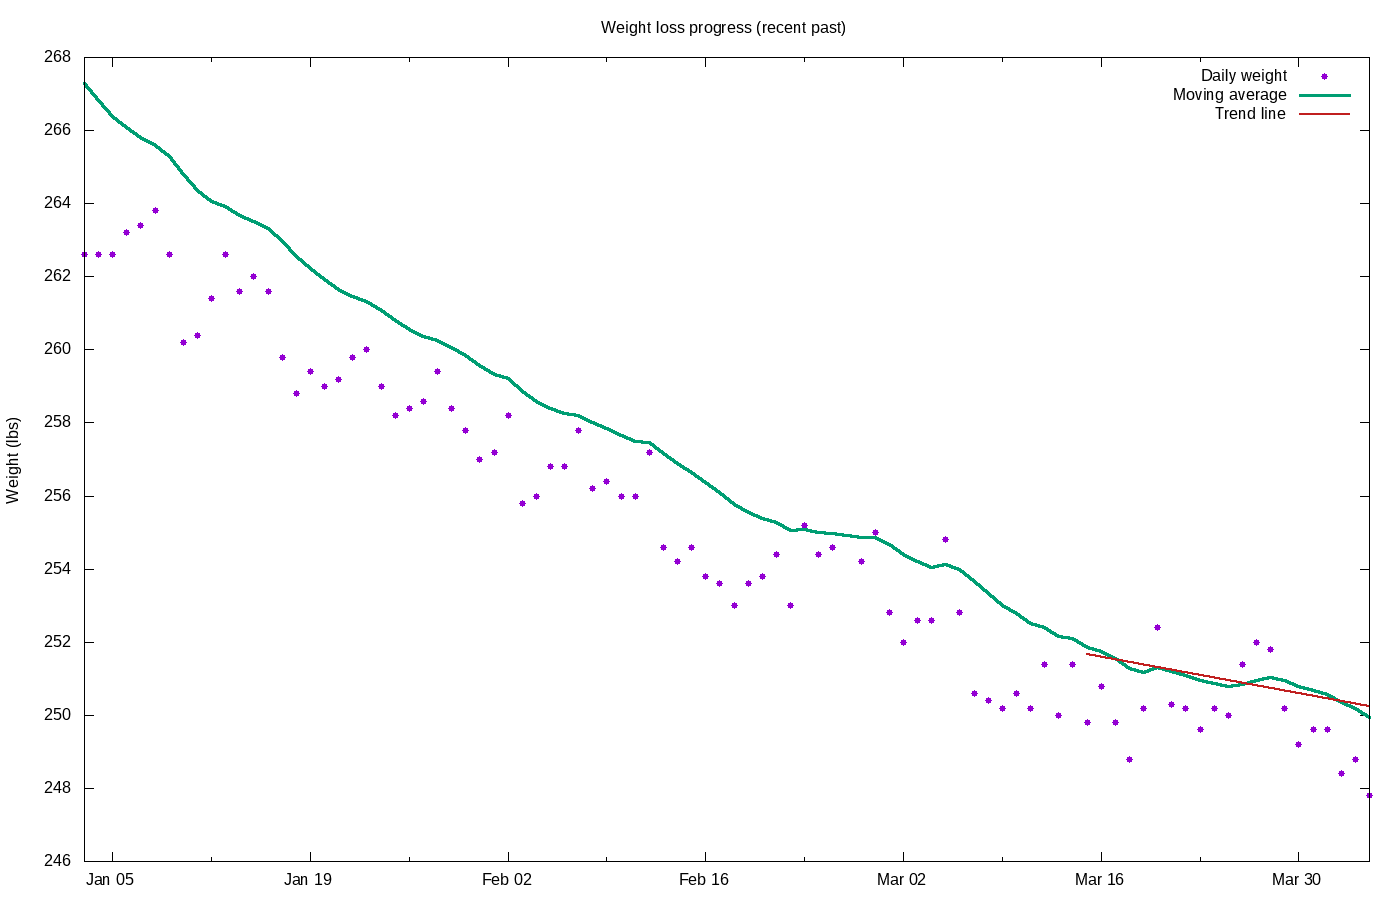 Weight loss progress (recent past)
Daily weight
Moving average
Trend line
Weight (lbs)
268
266
264
262
260
258
256
254
252
250
248
246
Jan 05 Jan 19 Feb 02 Feb 16 Mar 02 Mar 16 Mar 30